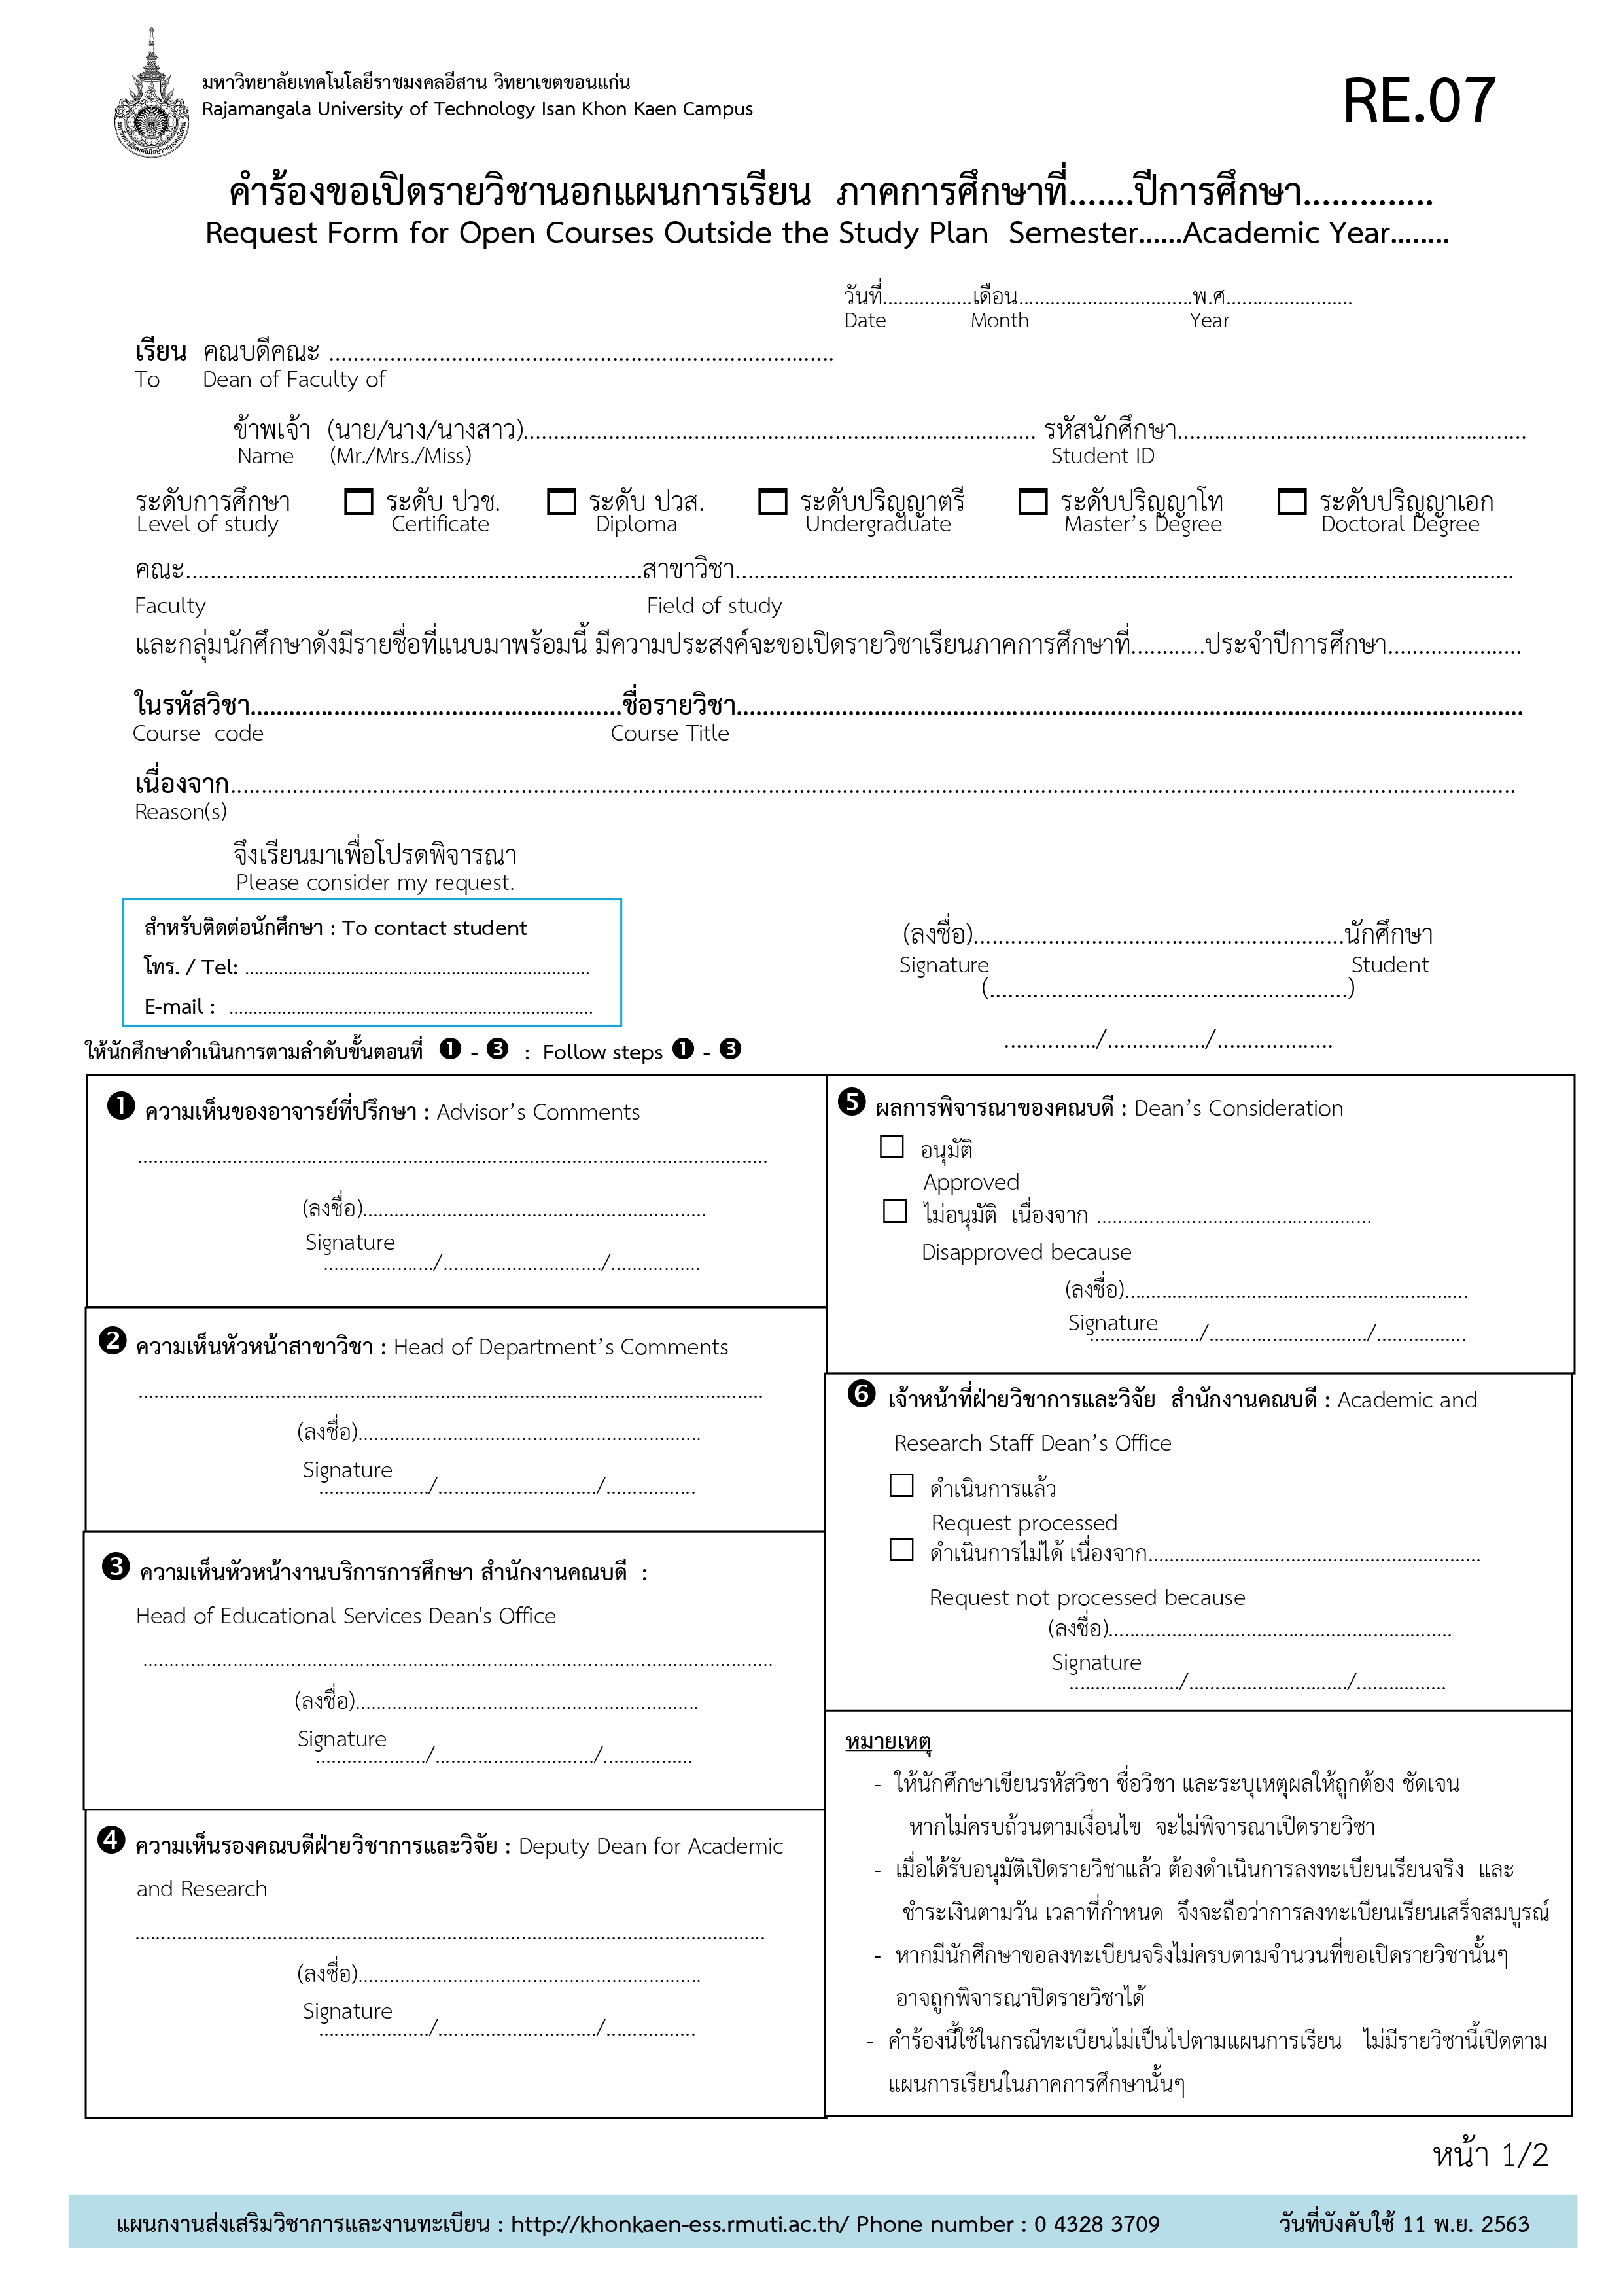 มหาวิทยาลัยเทคโนโลยีราชมงคลอีสาน วิทยาเขตขอนแก่น
Rajamangala University of Technology Isan Khon Kaen Campus
RE.07
คำร้องขอเปิดรายวิชานอกแผนการเรียน ภาคการศึกษาที่.......ปีการศึกษา..............
Request Form for Open Courses Outside the Study Plan Semester......Academic Year........
วันที่.................เดือน.................................พ.ศ........................
Date Month Year
เรียน คณบดีคณะ ..................................................................................
To Dean of Faculty of
ข้าพเจ้า (นาย/นาง/นางสาว)................................................................................... รหัสนักศึกษา.........................................................
Name (Mr./Mrs./Miss) Student ID
ระดับการศึกษา ☐ ระดับ ปวช. ☐ ระดับ ปวส. ☐ ระดับปริญญาตรี ☐ ระดับปริญญาโท ☐ ระดับปริญญาเอก
Level of study Certificate Diploma Undergraduate Master's Degree Doctoral Degree
คณะ..........................................................................สาขาวิชา...............................................................................................................................
Faculty Field of study
และกลุ่มนักศึกษาดังมีรายชื่อที่แนบมาพร้อมนี้ มีความประสงค์จะขอเปิดรายวิชาเรียนภาคการศึกษาที่............ประจำปีการศึกษา......................
ในรหัสวิชา............................................................ชื่อรายวิชา...............................................................................................................................
Course code Course Title
เนื่องจาก..................................................................................................................................................................................................................
Reason(s)
จึงเรียนมาเพื่อโปรดพิจารณา
Please consider my request.
สำหรับติดต่อนักศึกษา : To contact student
โทร. / Tel: ........................................................................
E-mail : ............................................................................
(ลงชื่อ)............................................................นักศึกษา
Signature Student
(..........................................................)
.............../................/...................
ให้นักศึกษาดำเนินการตามลำดับขั้นตอนที่ ❶ - ❸ : Follow steps ❶ - ❸
❶ ความเห็นของอาจารย์ที่ปรึกษา : Advisor's Comments
........................................................................................................................
(ลงชื่อ).................................................................
Signature
...................../............................../.................
❷ ความเห็นหัวหน้าสาขาวิชา : Head of Department's Comments
........................................................................................................................
(ลงชื่อ).................................................................
Signature
...................../............................../.................
❸ ความเห็นหัวหน้างานบริการการศึกษา สำนักงานคณบดี :
Head of Educational Services Dean's Office
........................................................................................................................
(ลงชื่อ).................................................................
Signature
...................../............................../.................
❹ ความเห็นรองคณบดีฝ่ายวิชาการและวิจัย : Deputy Dean for Academic
and Research
........................................................................................................................
(ลงชื่อ).................................................................
Signature
...................../............................../.................
❺ ผลการพิจารณาของคณบดี : Dean's Consideration
☐ อนุมัติ
Approved
☐ ไม่อนุมัติ เนื่องจาก ....................................................
Disapproved because
(ลงชื่อ).................................................................
Signature
...................../............................../.................
❻ เจ้าหน้าที่ฝ่ายวิชาการและวิจัย สำนักงานคณบดี : Academic and
Research Staff Dean's Office
☐ ดำเนินการแล้ว
Request processed
☐ ดำเนินการไม่ได้ เนื่องจาก...............................................................
Request not processed because
(ลงชื่อ).................................................................
Signature
...................../............................../.................
หมายเหตุ
- ให้นักศึกษาเขียนรหัสวิชา ชื่อวิชา และระบุเหตุผลให้ถูกต้อง ชัดเจน
หากไม่ครบถ้วนตามเงื่อนไข จะไม่พิจารณาเปิดรายวิชา
- เมื่อได้รับอนุมัติเปิดรายวิชาแล้ว ต้องดำเนินการลงทะเบียนเรียนจริง และ
ชำระเงินตามวัน เวลาที่กำหนด จึงจะถือว่าการลงทะเบียนเรียนเสร็จสมบูรณ์
- หากมีนักศึกษาขอลงทะเบียนจริงไม่ครบตามจำนวนที่ขอเปิดรายวิชานั้นๆ
อาจถูกพิจารณาปิดรายวิชาได้
- คำร้องนี้ใช้ในกรณีทะเบียนไม่เป็นไปตามแผนการเรียน ไม่มีรายวิชานี้เปิดตาม
แผนการเรียนในภาคการศึกษานั้นๆ
หน้า 1/2
แผนกงานส่งเสริมวิชาการและงานทะเบียน : http://khonkaen-ess.rmuti.ac.th/ Phone number : 0 4328 3709 วันที่บังคับใช้ 11 พ.ย. 2563